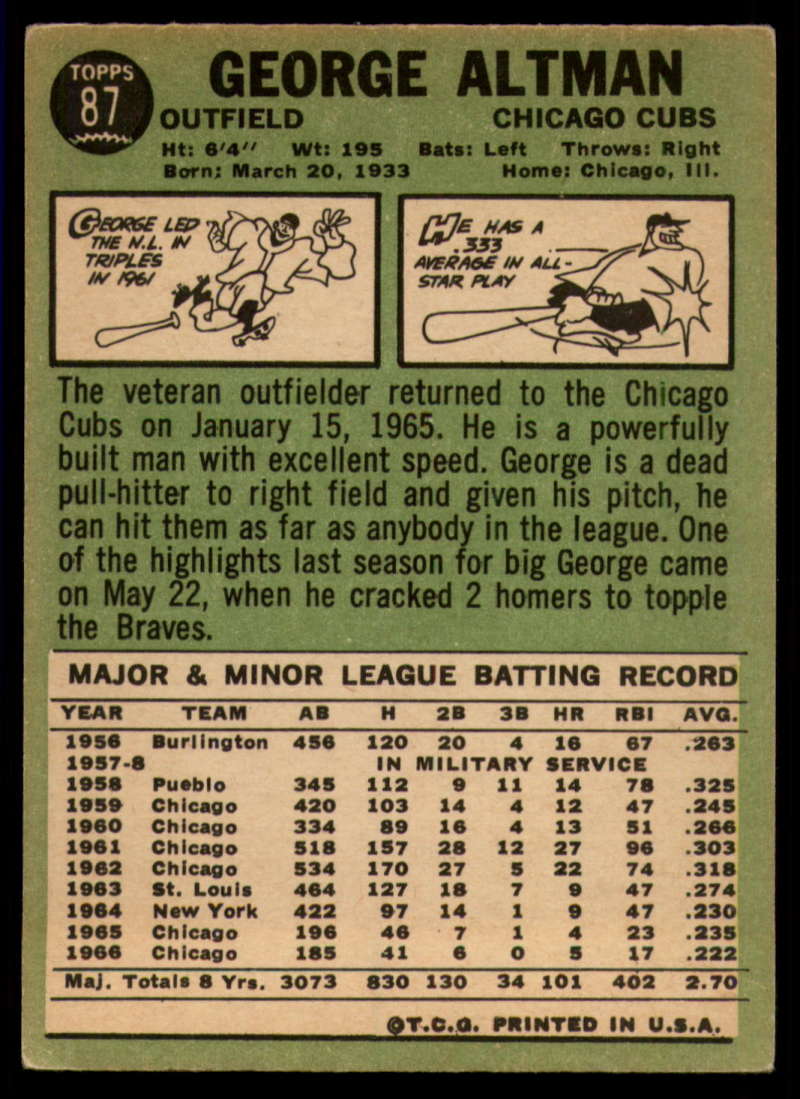 TOPPS
87
GEORGE ALTMAN
OUTFIELD CHICAGO CUBS
Ht: 6'4" Wt: 195 Bats: Left Throws: Right
Born: March 20, 1933 Home: Chicago, Ill.
GEORGE LED
THE N.L. IN
TRIPLES
IN 1961
HE HAS A
.333
AVERAGE IN ALL-
STAR PLAY
The veteran outfielder returned to the Chicago
Cubs on January 15, 1965. He is a powerfully
built man with excellent speed. George is a dead
pull-hitter to right field and given his pitch, he
can hit them as far as anybody in the league. One
of the highlights last season for big George came
on May 22, when he cracked 2 homers to topple
the Braves.
MAJOR & MINOR LEAGUE BATTING RECORD
YEAR TEAM AB H 2B 3B HR RBI AVG.
1956 Burlington 456 120 20 4 16 67 .263
1957-8 IN MILITARY SERVICE
1958 Pueblo 345 112 9 11 14 78 .325
1959 Chicago 420 103 14 4 12 47 .245
1960 Chicago 334 89 16 4 13 51 .266
1961 Chicago 518 157 28 12 27 96 .303
1962 Chicago 534 170 27 5 22 74 .318
1963 St. Louis 464 127 18 7 9 47 .274
1964 New York 422 97 14 1 9 47 .230
1965 Chicago 196 46 7 1 4 23 .235
1966 Chicago 185 41 6 0 5 17 .222
Maj. Totals 8 Yrs. 3073 830 130 34 101 402 2.70
©T.C.G. PRINTED IN U.S.A.